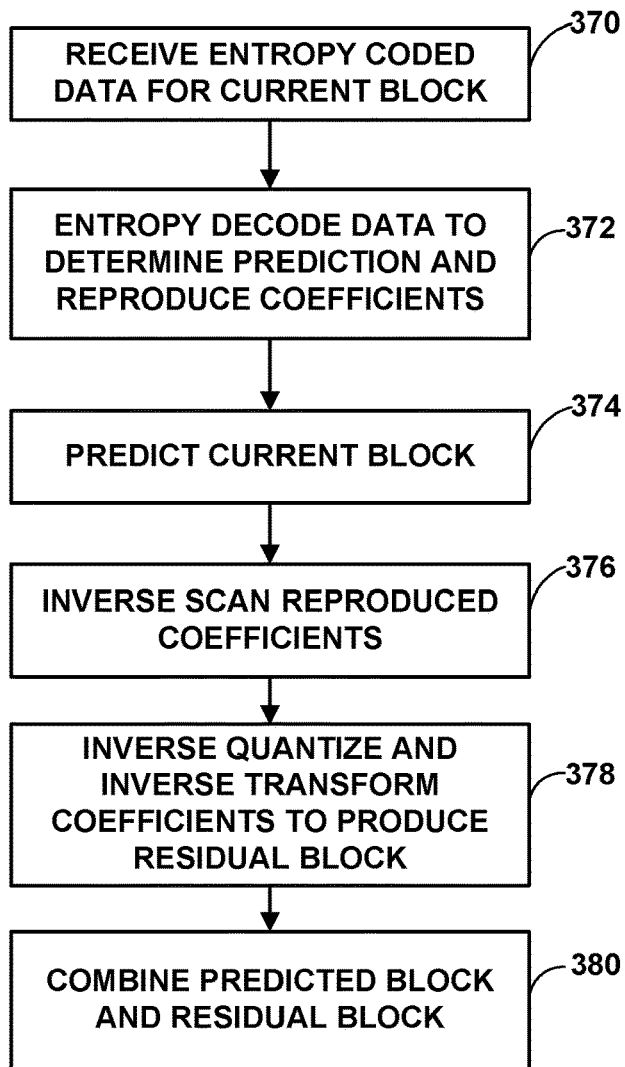 370
RECEIVE ENTROPY CODED
DATA FOR CURRENT BLOCK
372
ENTROPY DECODE DATA TO
DETERMINE PREDICTION AND
REPRODUCE COEFFICIENTS
374
PREDICT CURRENT BLOCK
376
INVERSE SCAN REPRODUCED
COEFFICIENTS
378
INVERSE QUANTIZE AND
INVERSE TRANSFORM
COEFFICIENTS TO PRODUCE
RESIDUAL BLOCK
380
COMBINE PREDICTED BLOCK
AND RESIDUAL BLOCK